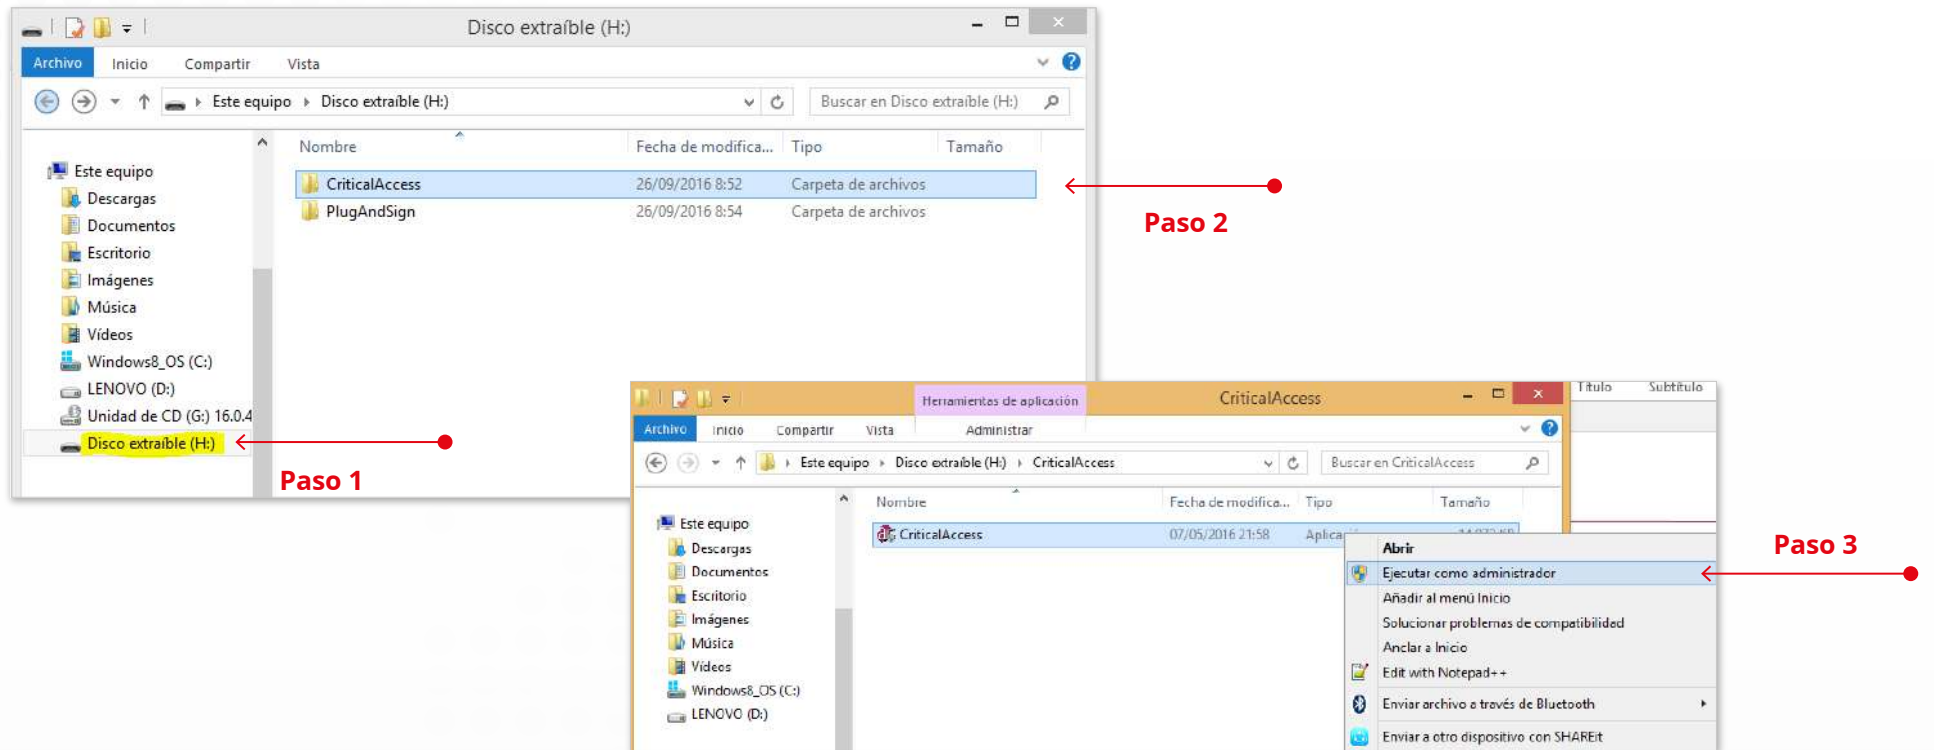 Disco extraíble (H:)
Archivo Inicio Compartir Vista
Este equipo Disco extraíble (H:) Buscar en Disco extraíble (H:)
Nombre Fecha de modifica... Tipo Tamaño
Este equipo
CriticalAccess 26/09/2016 8:52 Carpeta de archivos
Descargas
PlugAndSign 26/09/2016 8:54 Carpeta de archivos
Documentos
Escritorio
Imágenes
Música
Vídeos
Windows8_OS (C:)
LENOVO (D:)
Unidad de CD (G:) 16.0.4
Disco extraíble (H:)
Paso 1
Paso 2
Herramientas de aplicación CriticalAccess
Título Subtítulo
Archivo Inicio Compartir Vista Administrar
Este equipo Disco extraíble (H:) CriticalAccess Buscar en CriticalAccess
Nombre Fecha de modifica... Tipo Tamaño
Este equipo
CriticalAccess 07/05/2016 21:58
Descargas
Documentos
Escritorio
Imágenes
Música
Vídeos
Windows8_OS (C:)
LENOVO (D:)
Abrir
Ejecutar como administrador
Añadir al menú Inicio
Solucionar problemas de compatibilidad
Anclar a Inicio
Edit with Notepad++
Enviar archivo a través de Bluetooth
Enviar a otro dispositivo con SHAREit
Paso 3